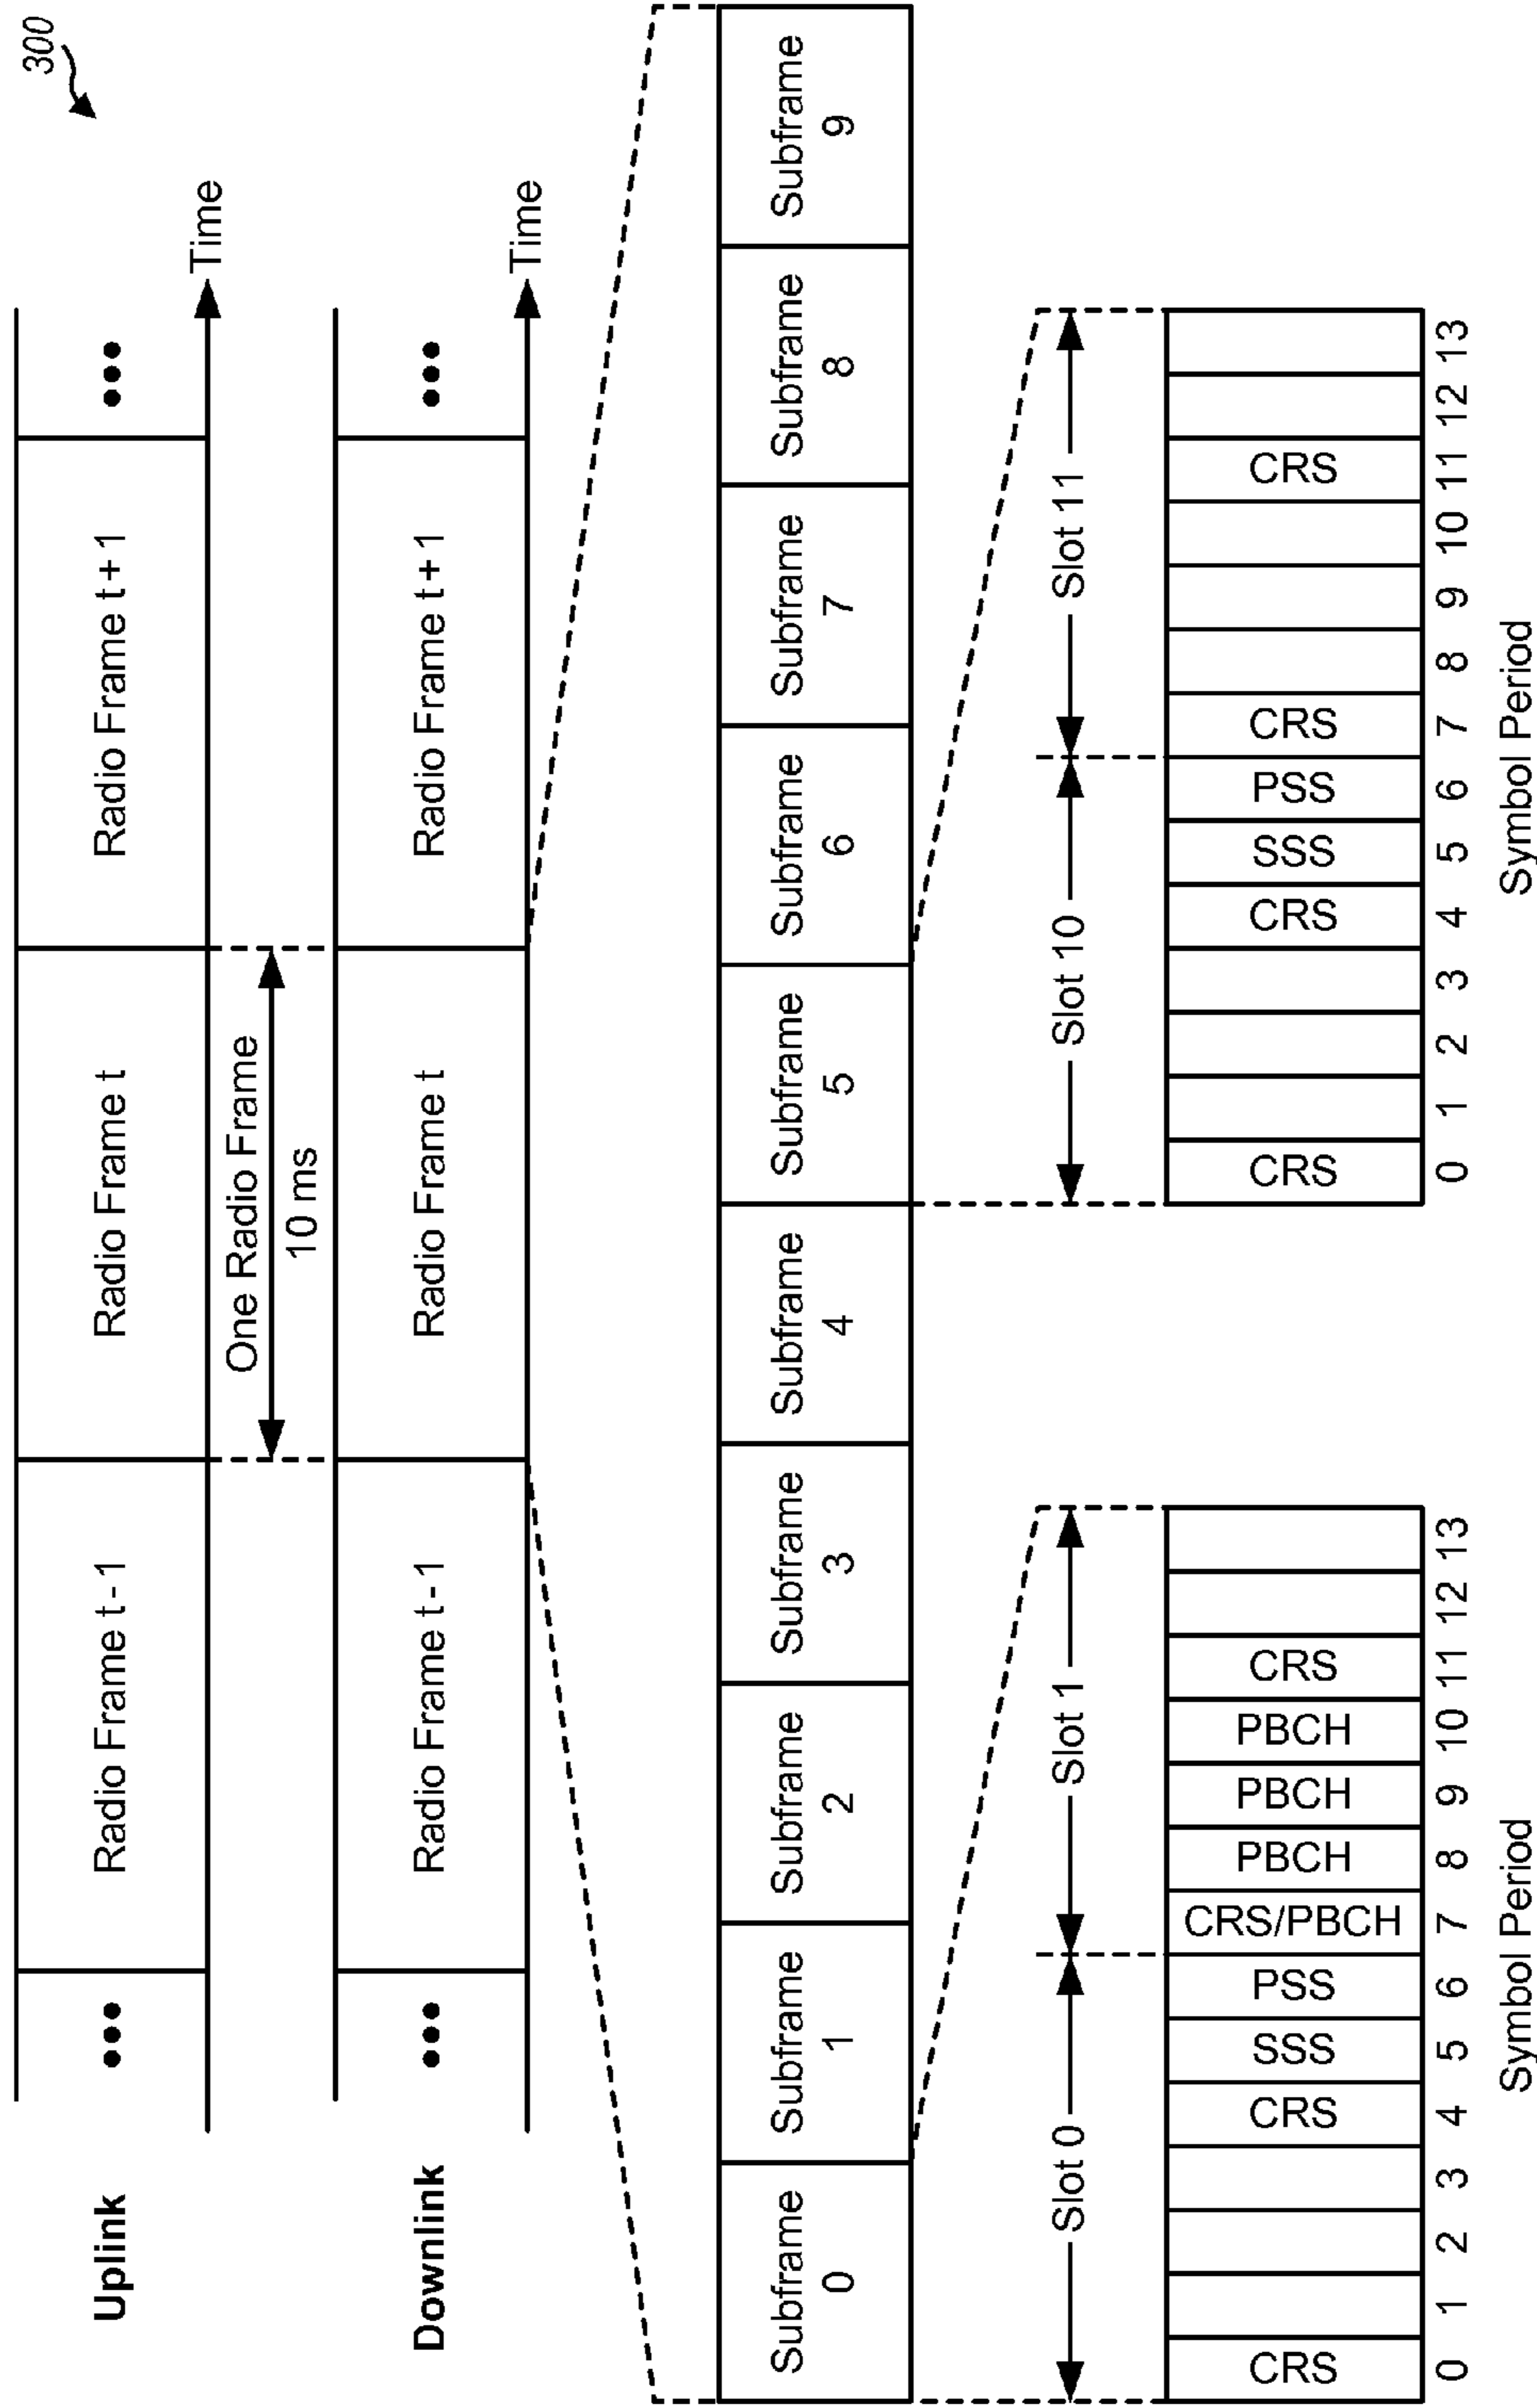 300
Uplink
••• Radio Frame t - 1 Radio Frame t Radio Frame t + 1 •••
Time
One Radio Frame
10 ms
Downlink
••• Radio Frame t - 1 Radio Frame t Radio Frame t + 1 •••
Time
Subframe 0
Subframe 1
Subframe 2
Subframe 3
Subframe 4
Subframe 5
Subframe 6
Subframe 7
Subframe 8
Subframe 9
Slot 0 Slot 1
CRS CRS SSS PSS CRS/PBCH PBCH PBCH PBCH CRS
0 1 2 3 4 5 6 7 8 9 10 11 12 13
Symbol Period
Slot 10 Slot 11
CRS CRS SSS PSS CRS CRS
0 1 2 3 4 5 6 7 8 9 10 11 12 13
Symbol Period